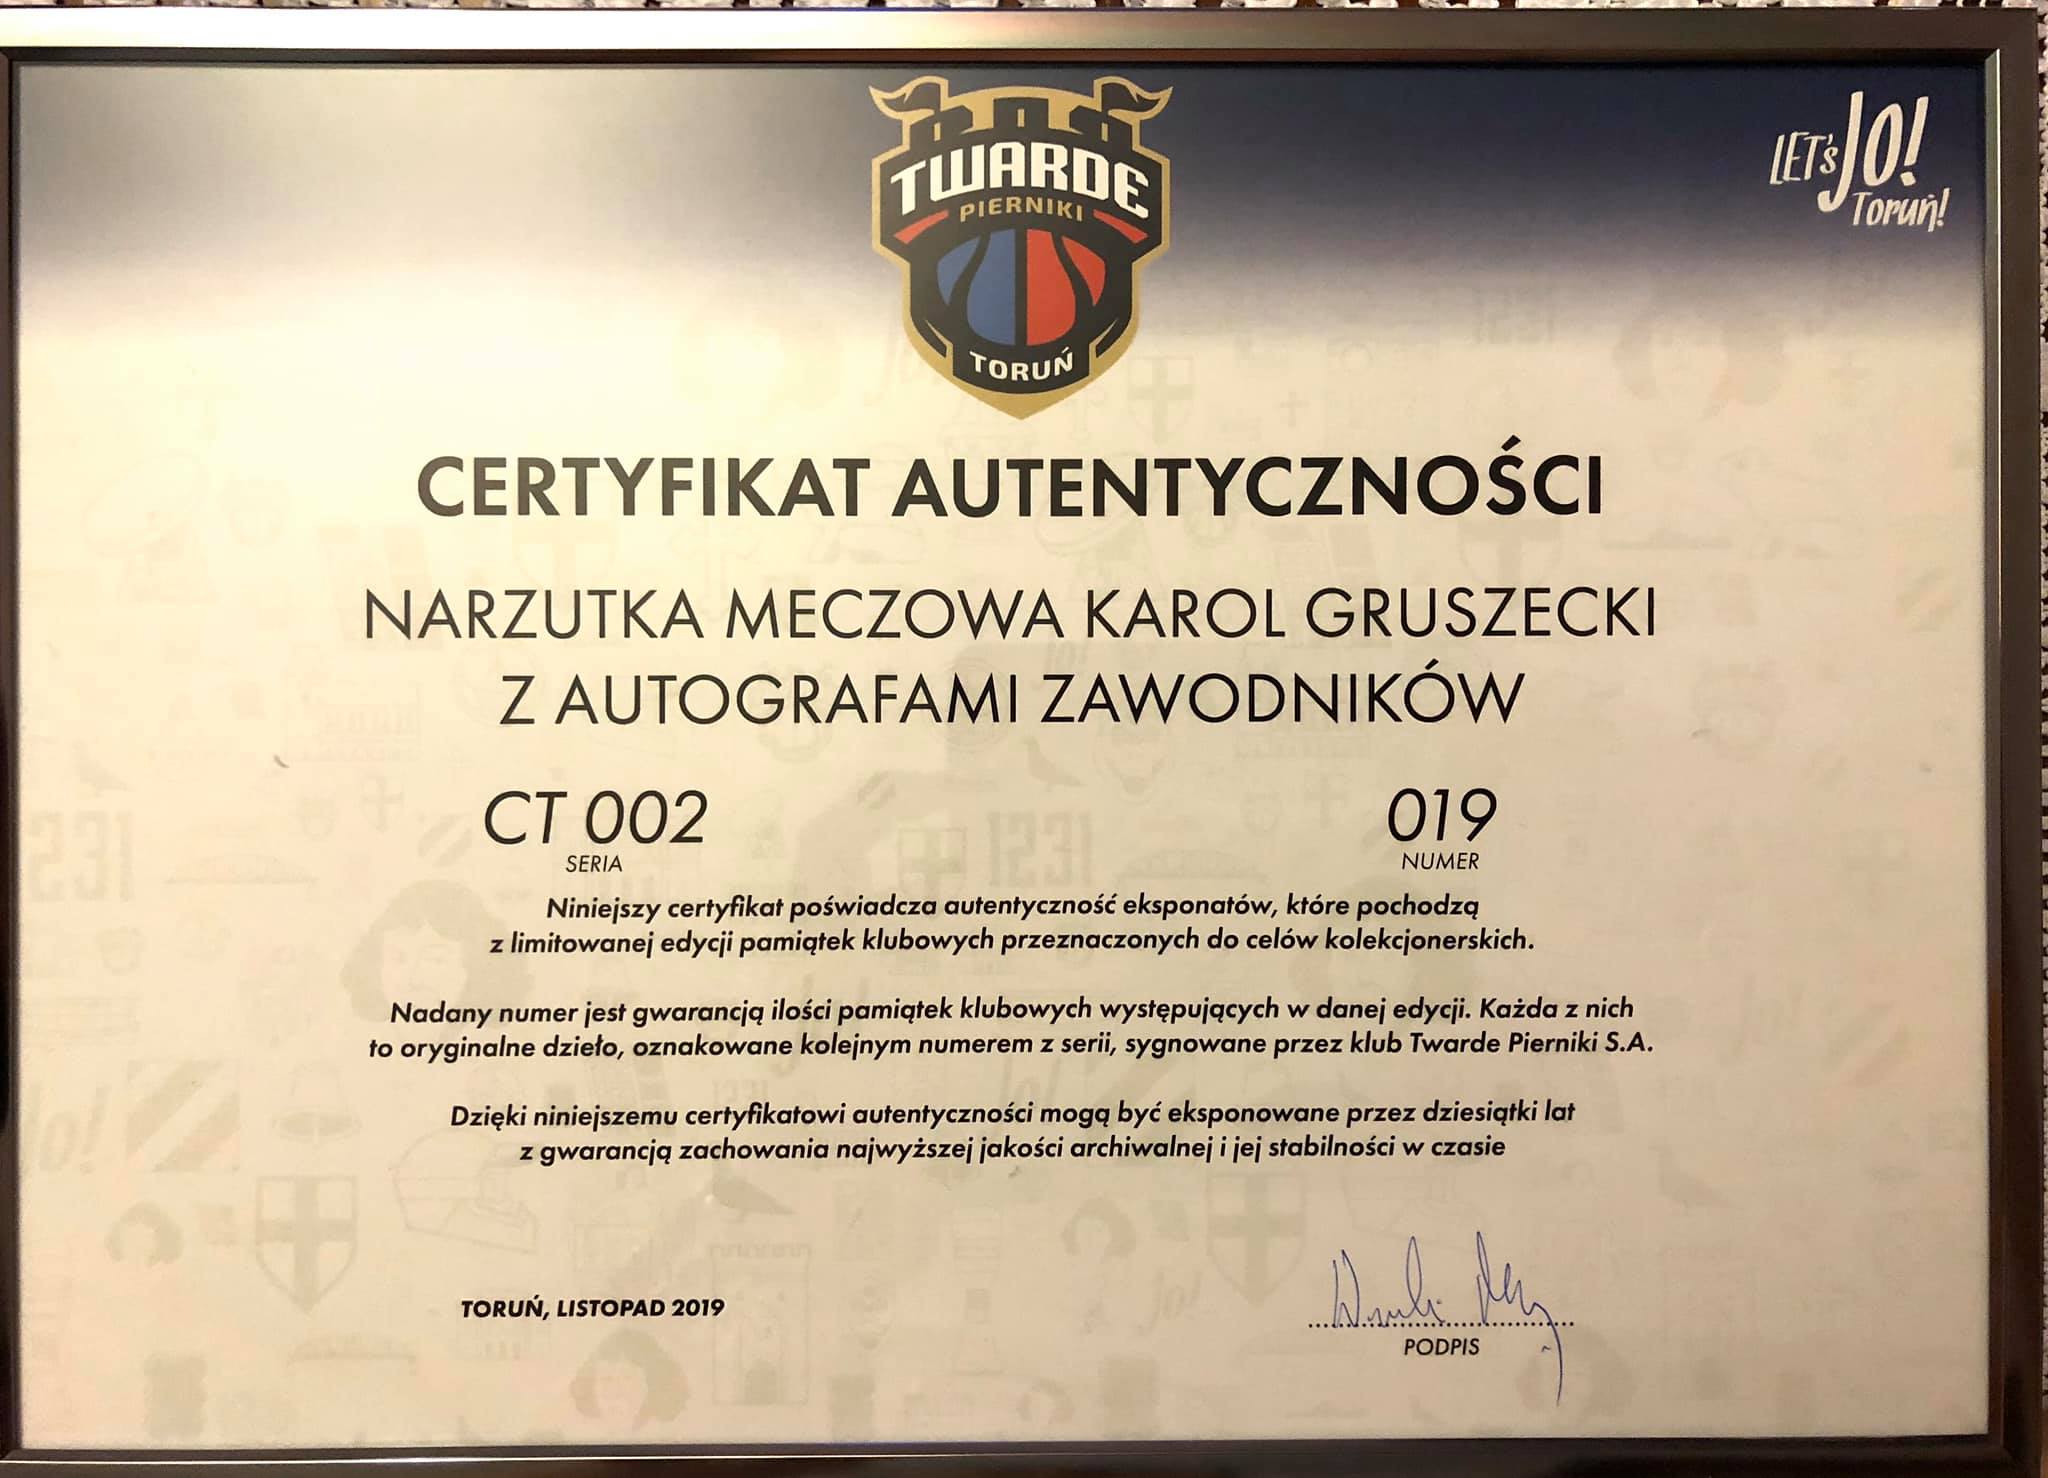 TWARDE
PIERNIKI
TORUŃ
LET's JO!
Toruń!
CERTYFIKAT AUTENTYCZNOŚCI
NARZUTKA MECZOWA KAROL GRUSZECKI
Z AUTOGRAFAMI ZAWODNIKÓW
CT 002
SERIA
019
NUMER
Niniejszy certyfikat poświadcza autentyczność eksponatów, które pochodzą
z limitowanej edycji pamiątek klubowych przeznaczonych do celów kolekcjonerskich.
Nadany numer jest gwarancją ilości pamiątek klubowych występujących w danej edycji. Każda z nich
to oryginalne dzieło, oznakowane kolejnym numerem z serii, sygnowane przez klub Twarde Pierniki S.A.
Dzięki niniejszemu certyfikatowi autentyczności mogą być eksponowane przez dziesiątki lat
z gwarancją zachowania najwyższej jakości archiwalnej i jej stabilności w czasie
TORUŃ, LISTOPAD 2019
PODPIS
1231
1231